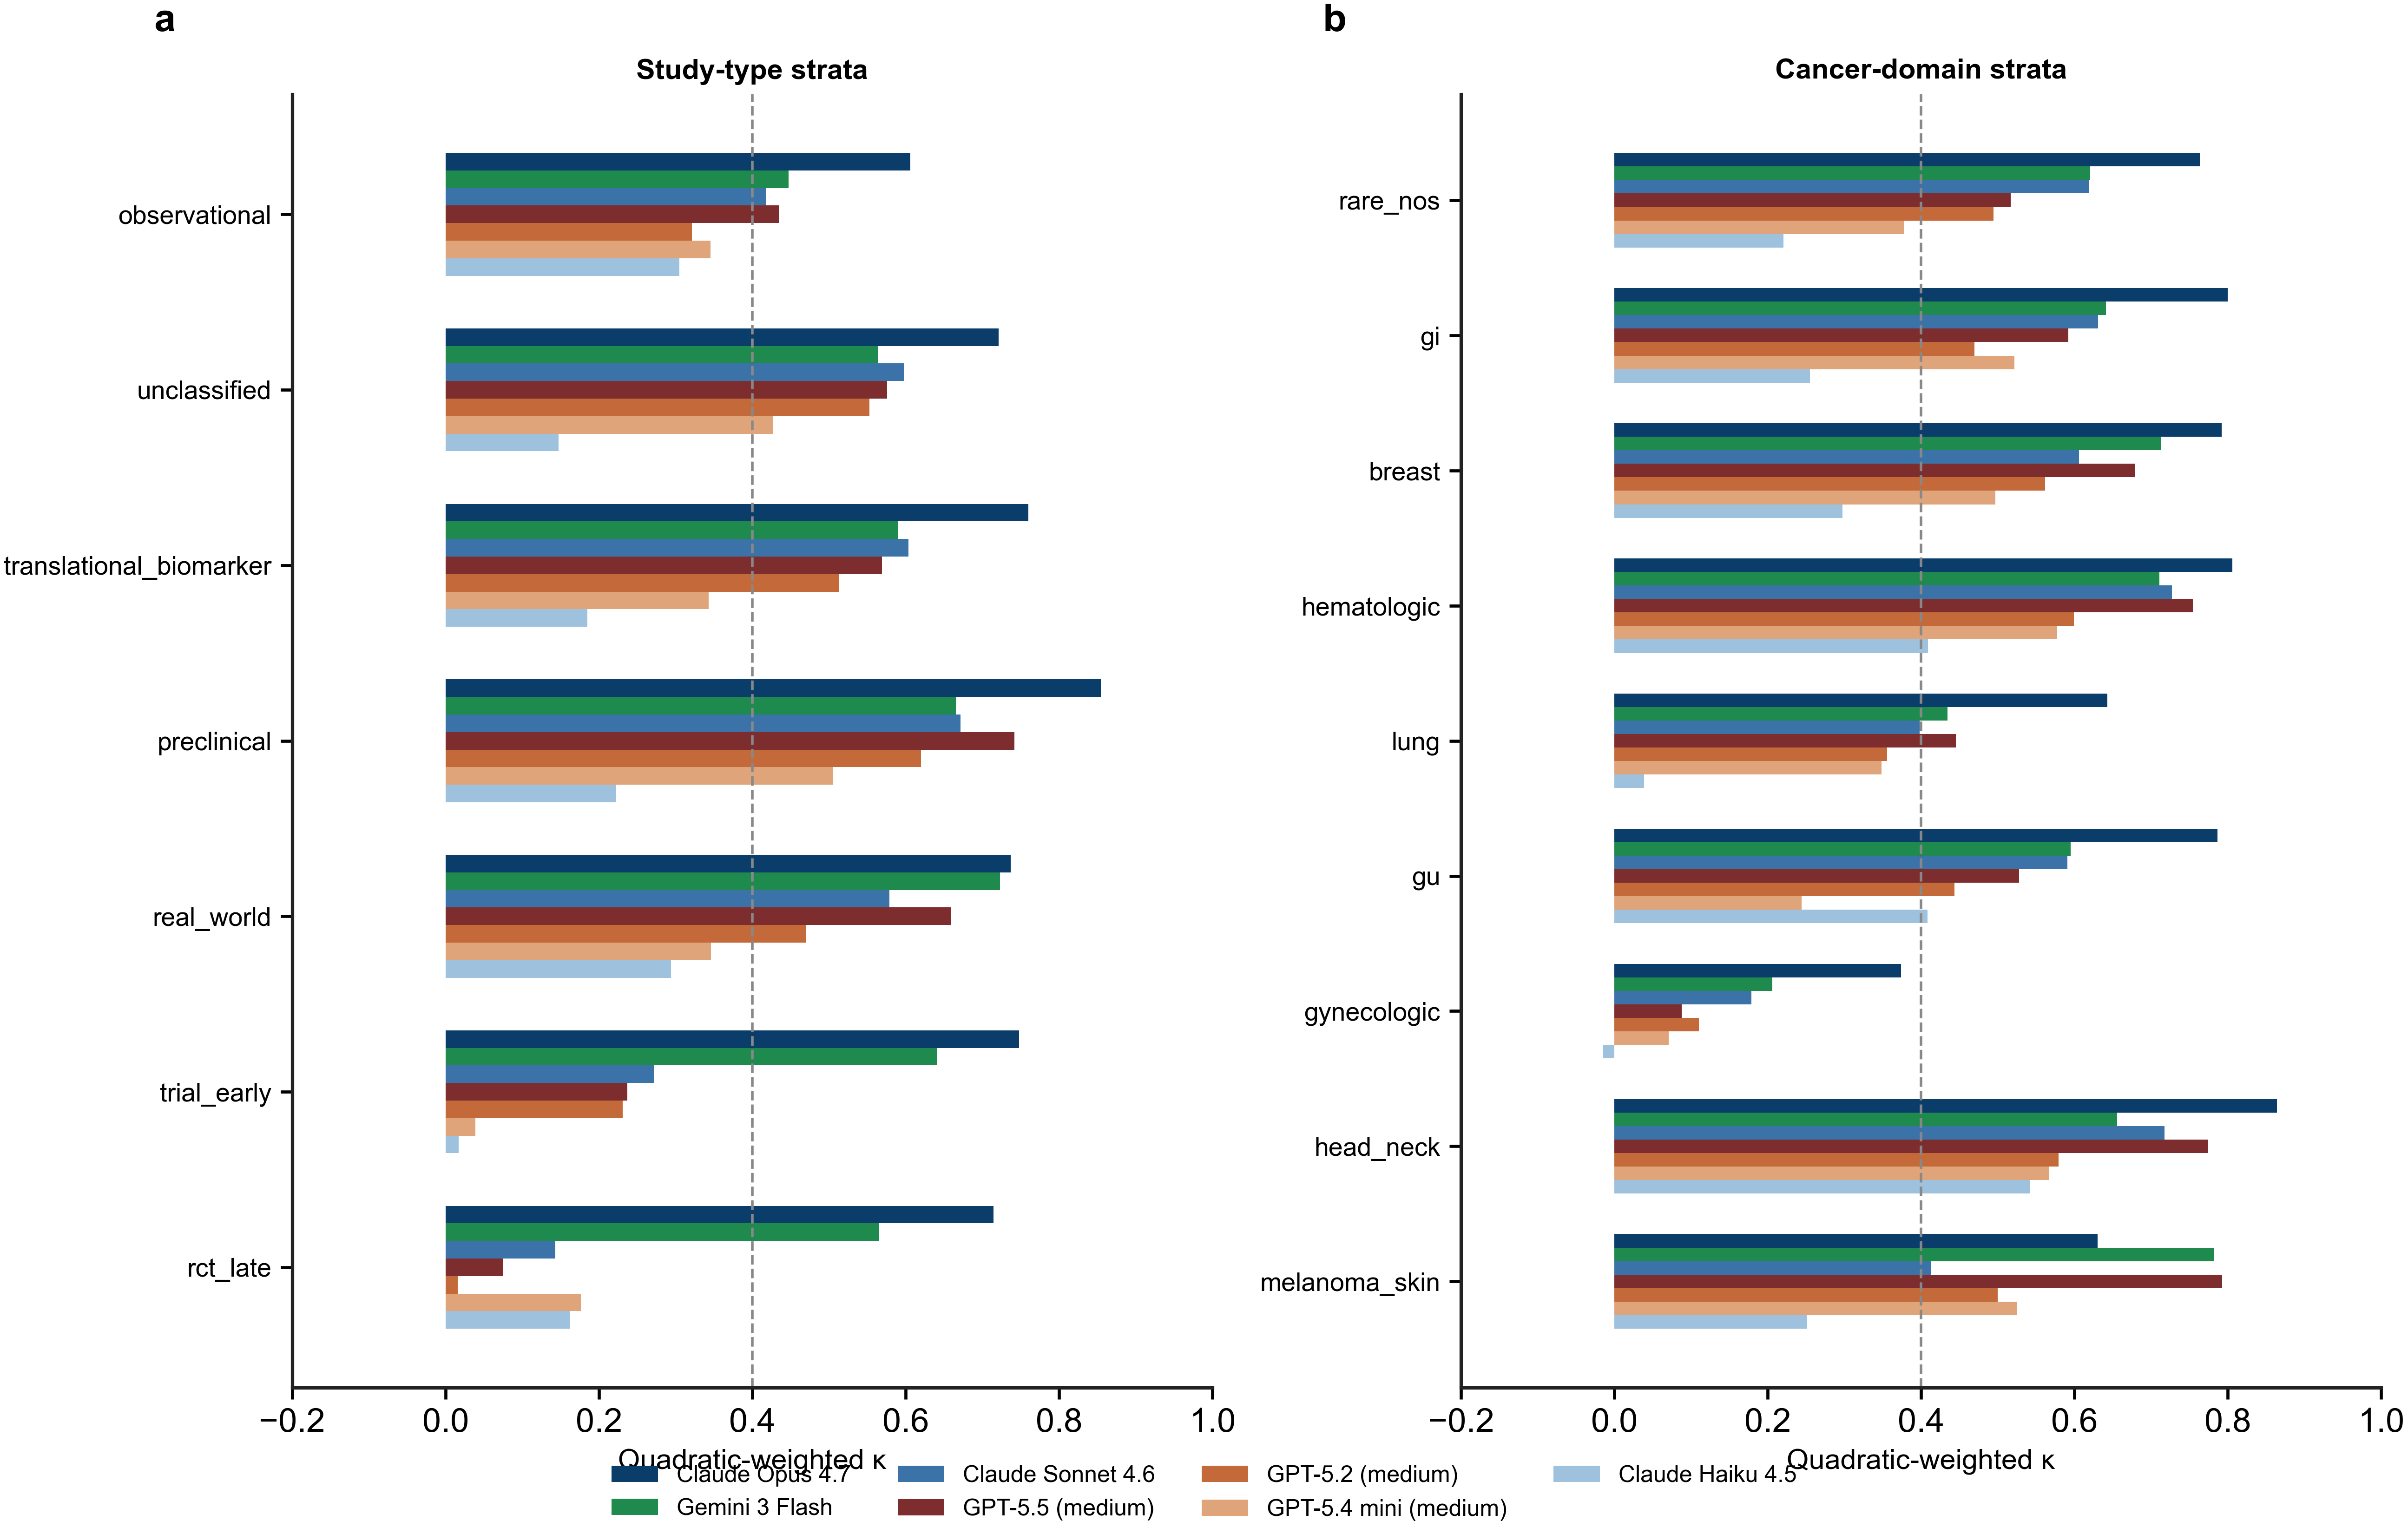 a
Study-type strata
observational
unclassified
translational_biomarker
preclinical
real_world
trial_early
rct_late
−0.2 0.0 0.2 0.4 0.6 0.8 1.0
Quadratic-weighted κ
b
Cancer-domain strata
rare_nos
gi
breast
hematologic
lung
gu
gynecologic
head_neck
melanoma_skin
−0.2 0.0 0.2 0.4 0.6 0.8 1.0
Quadratic-weighted κ
Claude Opus 4.7 Claude Sonnet 4.6 GPT-5.2 (medium) Claude Haiku 4.5
Gemini 3 Flash GPT-5.5 (medium) GPT-5.4 mini (medium)